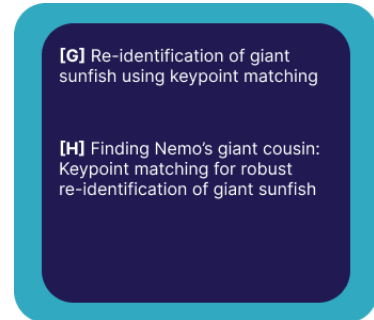 [G] Re-identification of giant
sunfish using keypoint matching
[H] Finding Nemo's giant cousin:
Keypoint matching for robust
re-identification of giant sunfish